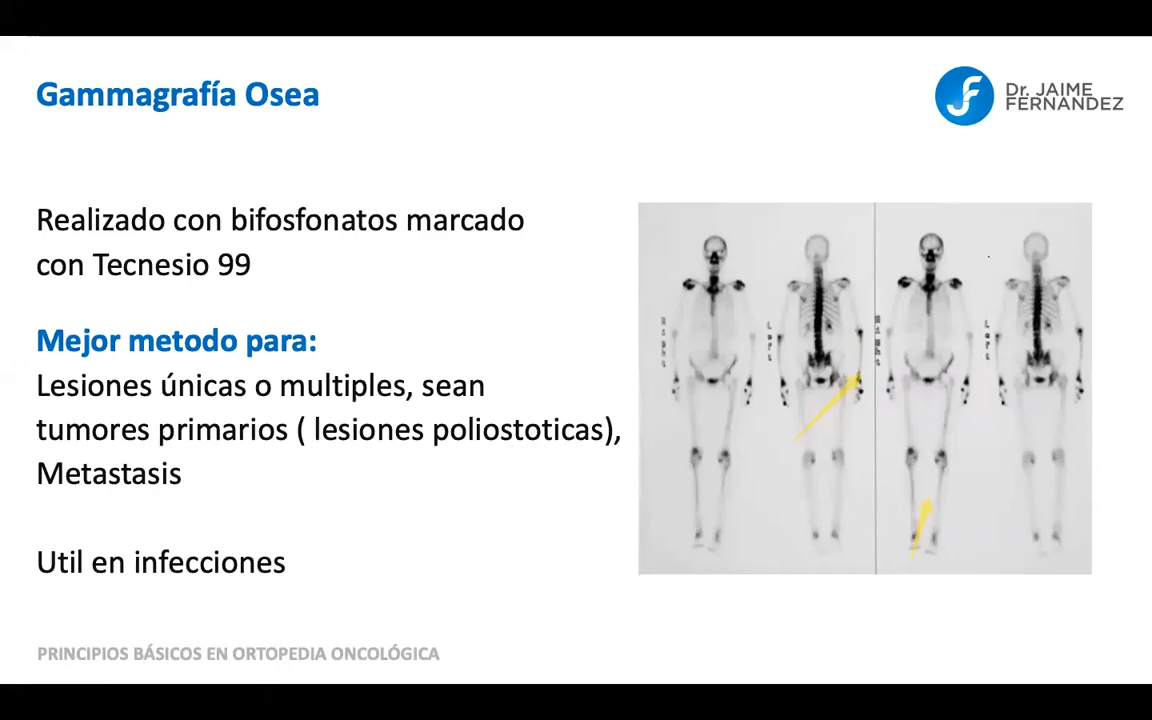 Gammagrafía Osea
Dr. JAIME
FERNANDEZ
Realizado con bifosfonatos marcado
con Tecnesio 99
Mejor metodo para:
Lesiones únicas o multiples, sean
tumores primarios ( lesiones poliostoticas),
Metastasis
Util en infecciones
PRINCIPIOS BÁSICOS EN ORTOPEDIA ONCOLÓGICA